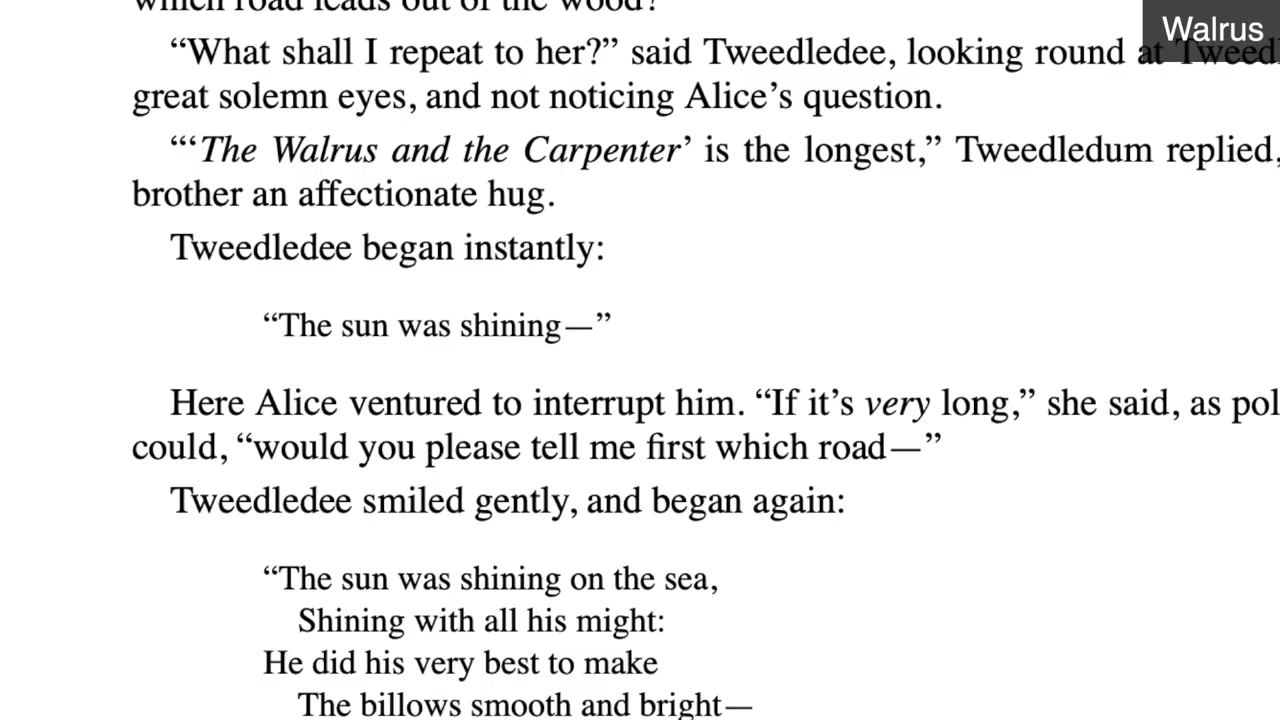 which road leads out of the wood?
Walrus
“What shall I repeat to her?” said Tweedledee, looking round at
great solemn eyes, and not noticing Alice’s question.
“‘The Walrus and the Carpenter’ is the longest,” Tweedledum replied,
brother an affectionate hug.
Tweedledee began instantly:
“The sun was shining—”
Here Alice ventured to interrupt him. “If it’s very long,” she said, as
could, “would you please tell me first which road—”
Tweedledee smiled gently, and began again:
“The sun was shining on the sea,
Shining with all his might:
He did his very best to make
The billows smooth and bright—